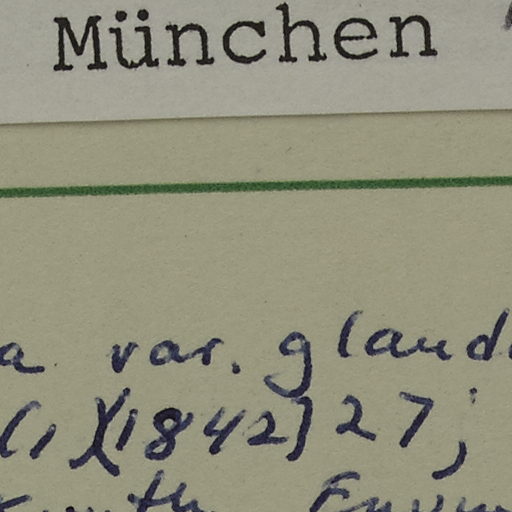 München
a var. gland
(1)(1842) 27;